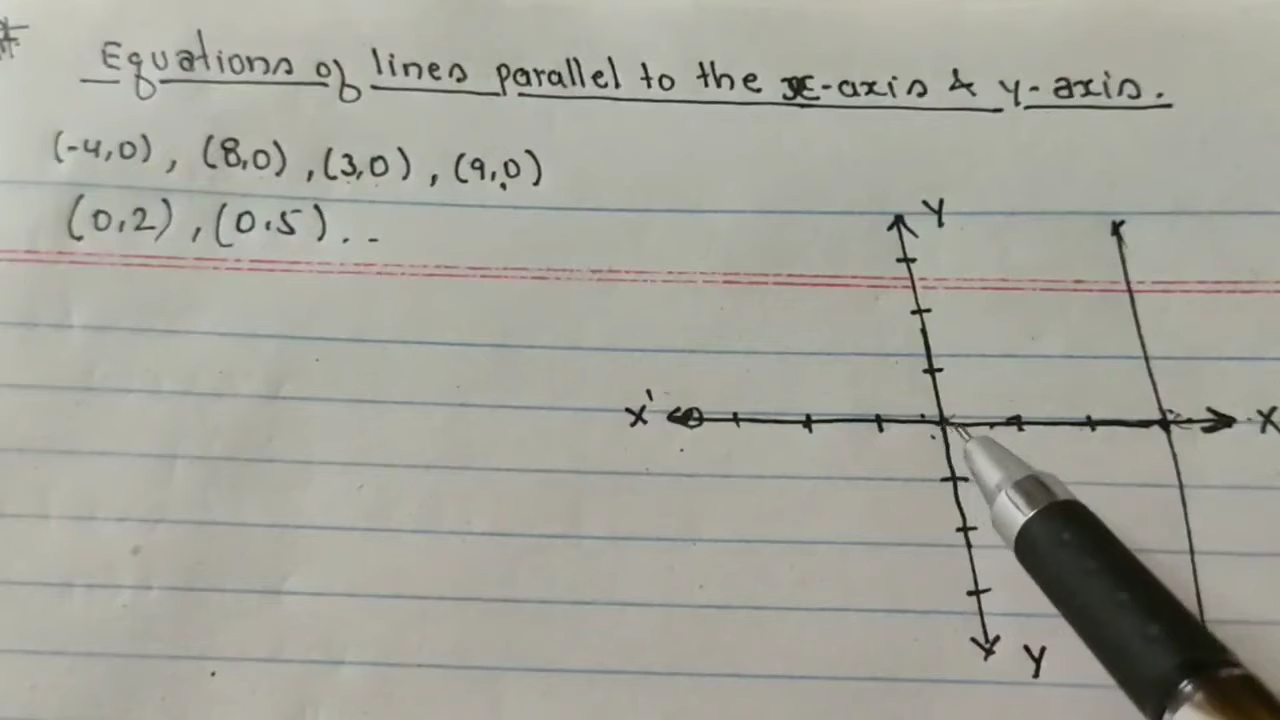 * Equations of lines parallel to the x-axis & y-axis.
(-4,0), (8,0), (3,0), (9,0)
(0,2), (0.5)...
Y
X' X
Y